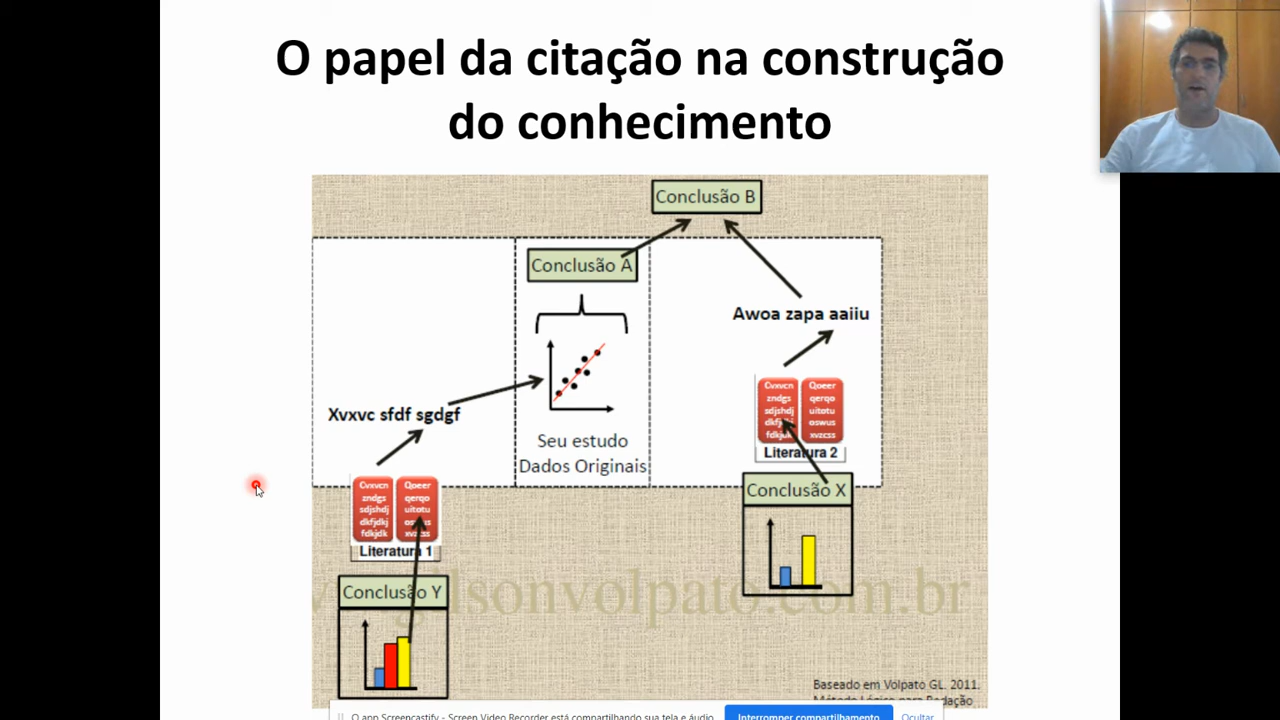 O papel da citação na construção
do conhecimento
Conclusão B
Conclusão A
Awoa zapa aaiiu
Xvxvc sfdf sgdgf
Seu estudo
Dados Originais
Cvxvcn
zndgs
sdjshdj
dkfjdkj
fdkjdk
Qoeer
qerqo
uitotu
oswus
xvzcss
Literatura 1
Cvxvcn
zndgs
sdjshdj
Qoeer
qerqo
uitotu
oswus
xvzcss
Literatura 2
Conclusão X
Conclusão Y
gilsonvolpato.com.br
Baseado em Volpato GL. 2011.
Método Lógico para Redação
O app Screencastify - Screen Video Recorder está compartilhando sua tela e áudio.
Interromper compartilhamento
Ocultar